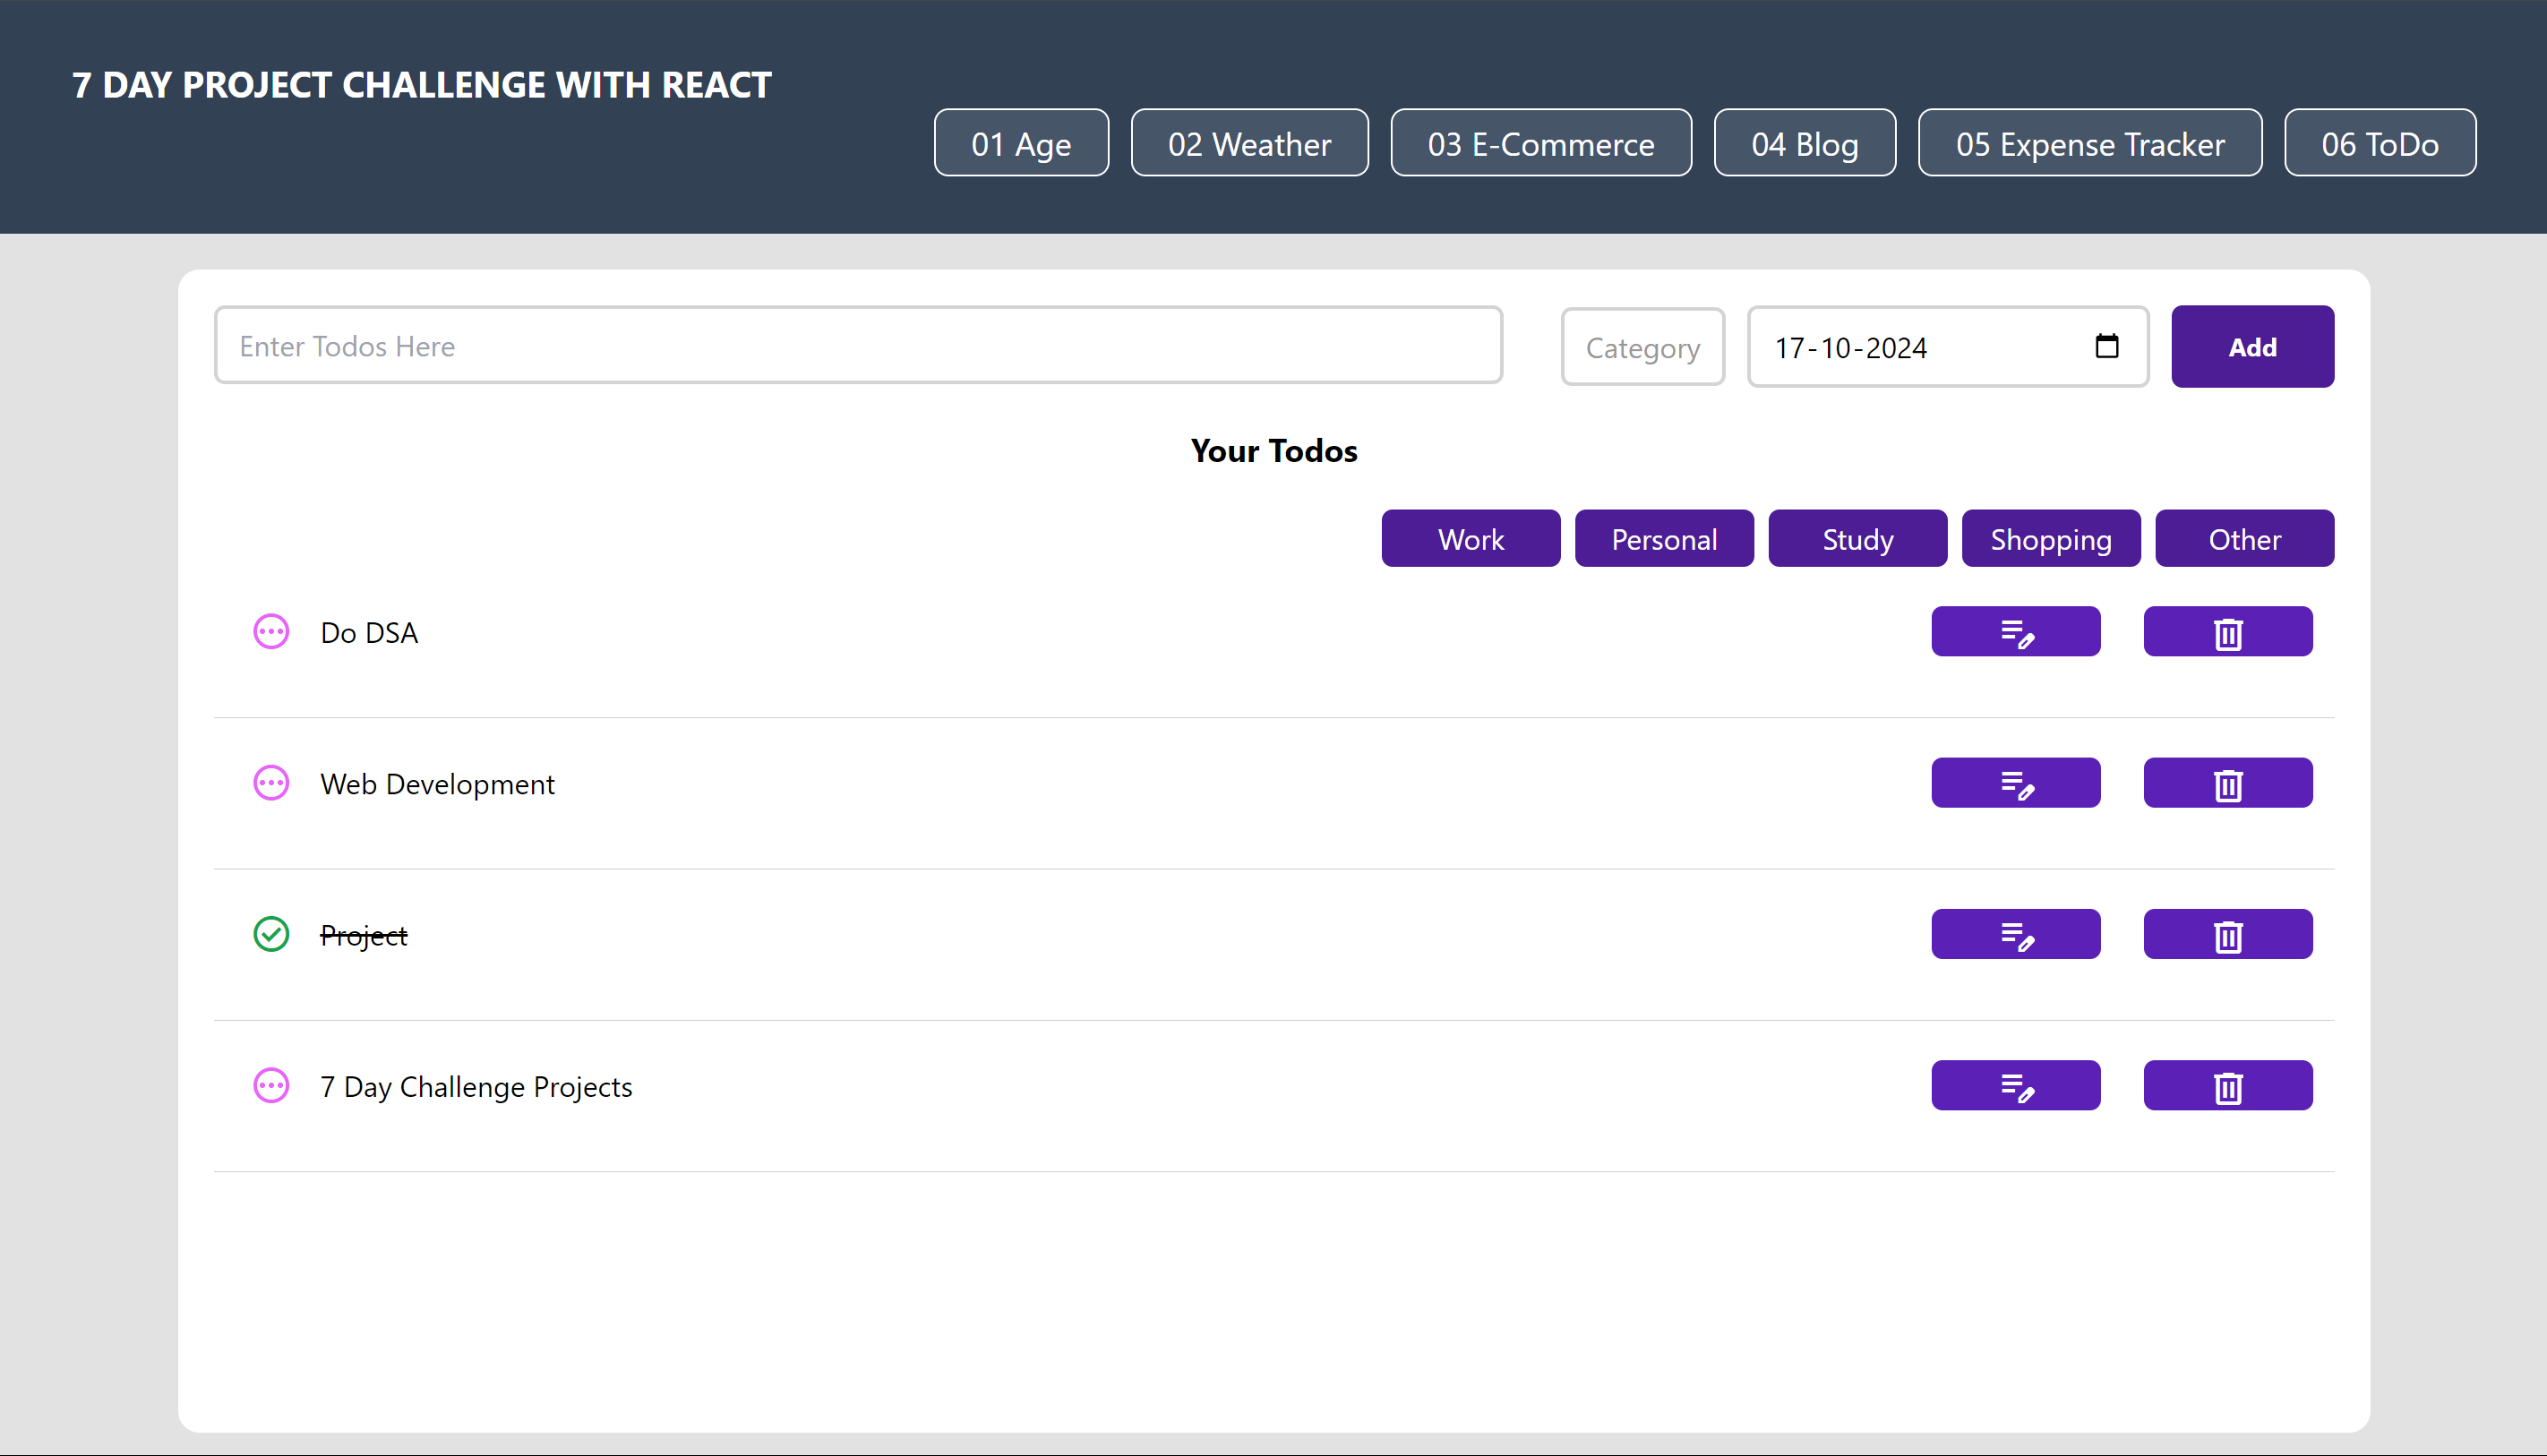 7 DAY PROJECT CHALLENGE WITH REACT
01 Age
02 Weather
03 E-Commerce
04 Blog
05 Expense Tracker
06 ToDo
Enter Todos Here
Category
17-10-2024
Add
Your Todos
Work
Personal
Study
Shopping
Other
Do DSA
Web Development
Project
7 Day Challenge Projects